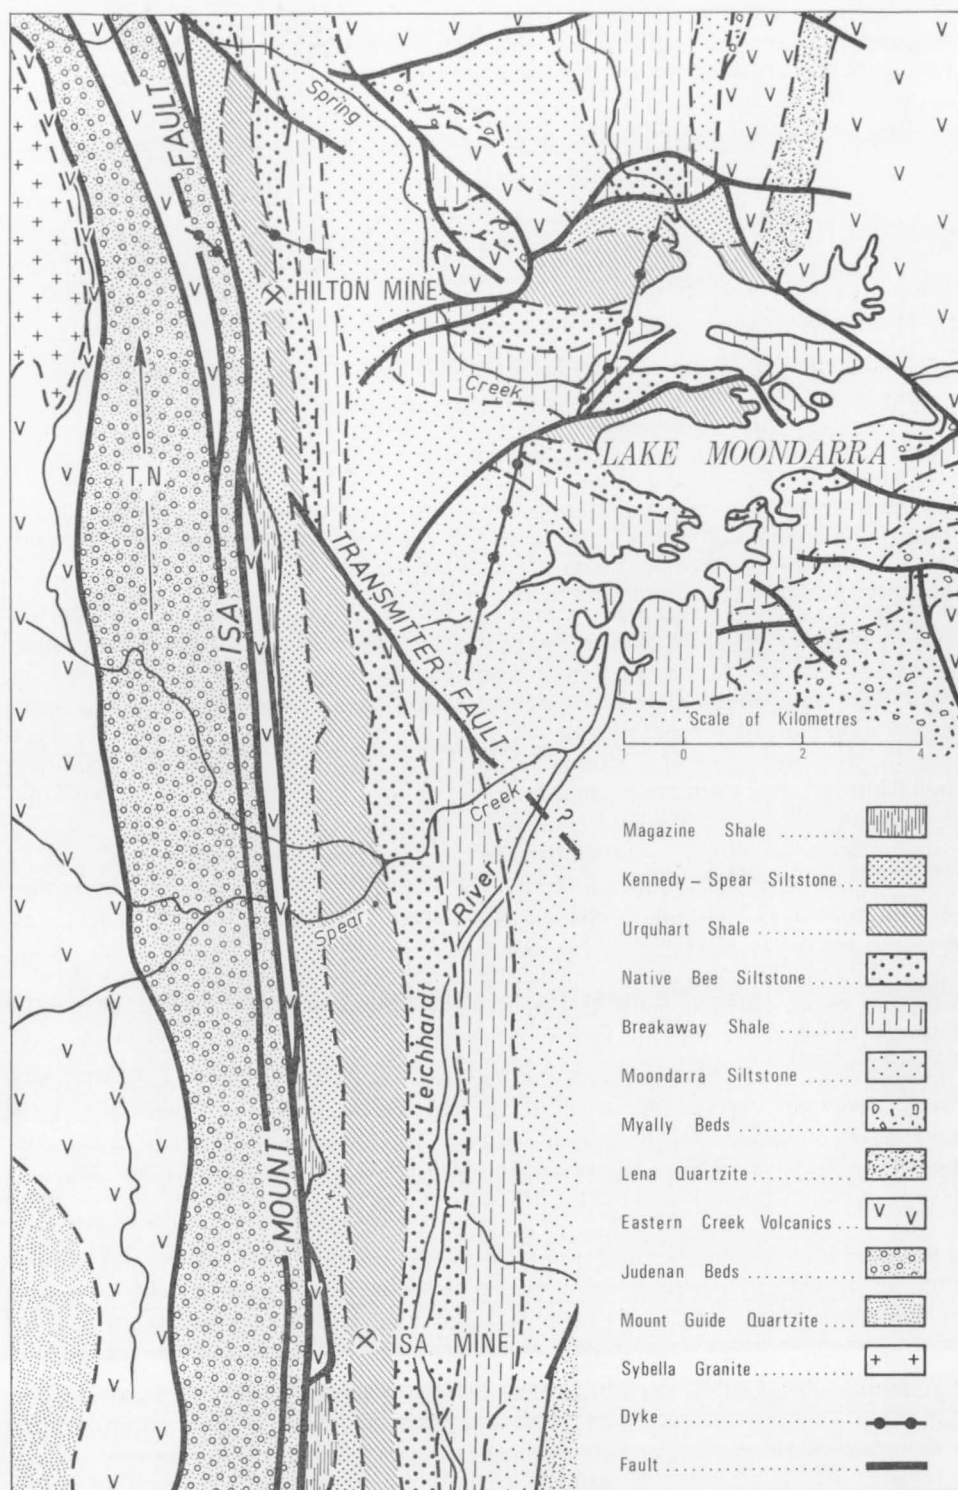 FAULT
Spring
HILTON MINE
Creek
T.N.
LAKE MOONDARRA
ISA
TRANSMITTER FAULT
Scale of Kilometres
1 0 2 4
Creek
?
River
Spear
Leichhardt
MOUNT
ISA MINE
Magazine Shale ........
Kennedy - Spear Siltstone...
Urquhart Shale ...........
Native Bee Siltstone ......
Breakaway Shale .........
Moondarra Siltstone ......
Myally Beds ............
Lena Quartzite ...........
Eastern Creek Volcanics ...
Judenan Beds ............
Mount Guide Quartzite .....
Sybella Granite ...........
Dyke ..................
Fault ..................